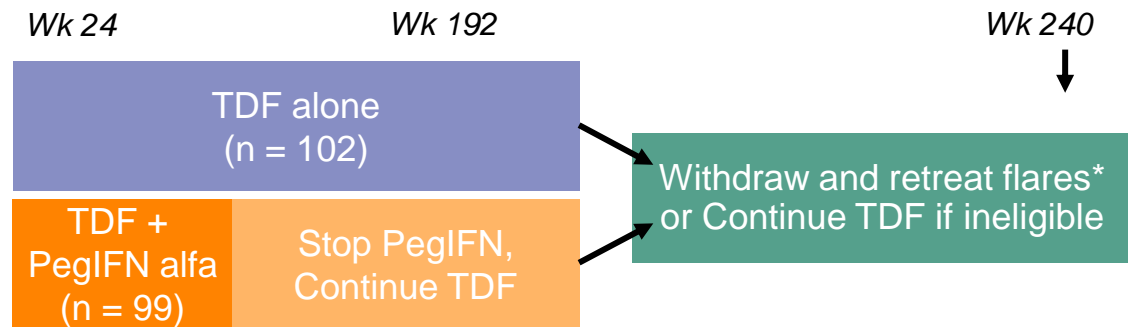 Wk 24
Wk 192
Wk 240
TDF alone
(n = 102)
TDF +
PegIFN alfa
(n = 99)
Stop PegIFN,
Continue TDF
Withdraw and retreat flares*
or Continue TDF if ineligible